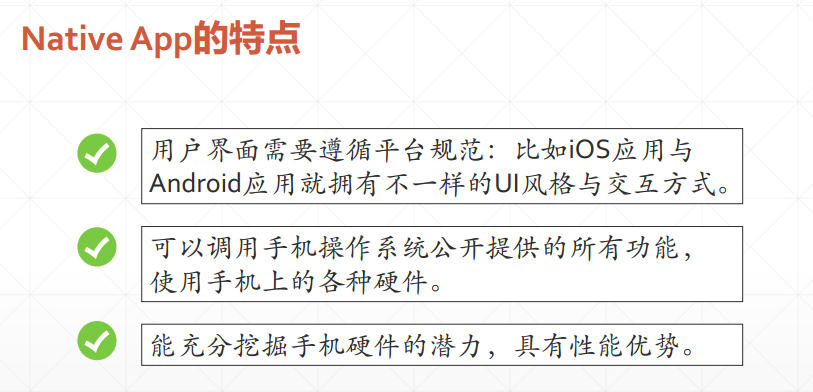 Native App的特点
用户界面需要遵循平台规范：比如iOS应用与
Android应用就拥有不一样的UI风格与交互方式。
可以调用手机操作系统公开提供的所有功能，
使用手机上的各种硬件。
能充分挖掘手机硬件的潜力，具有性能优势。